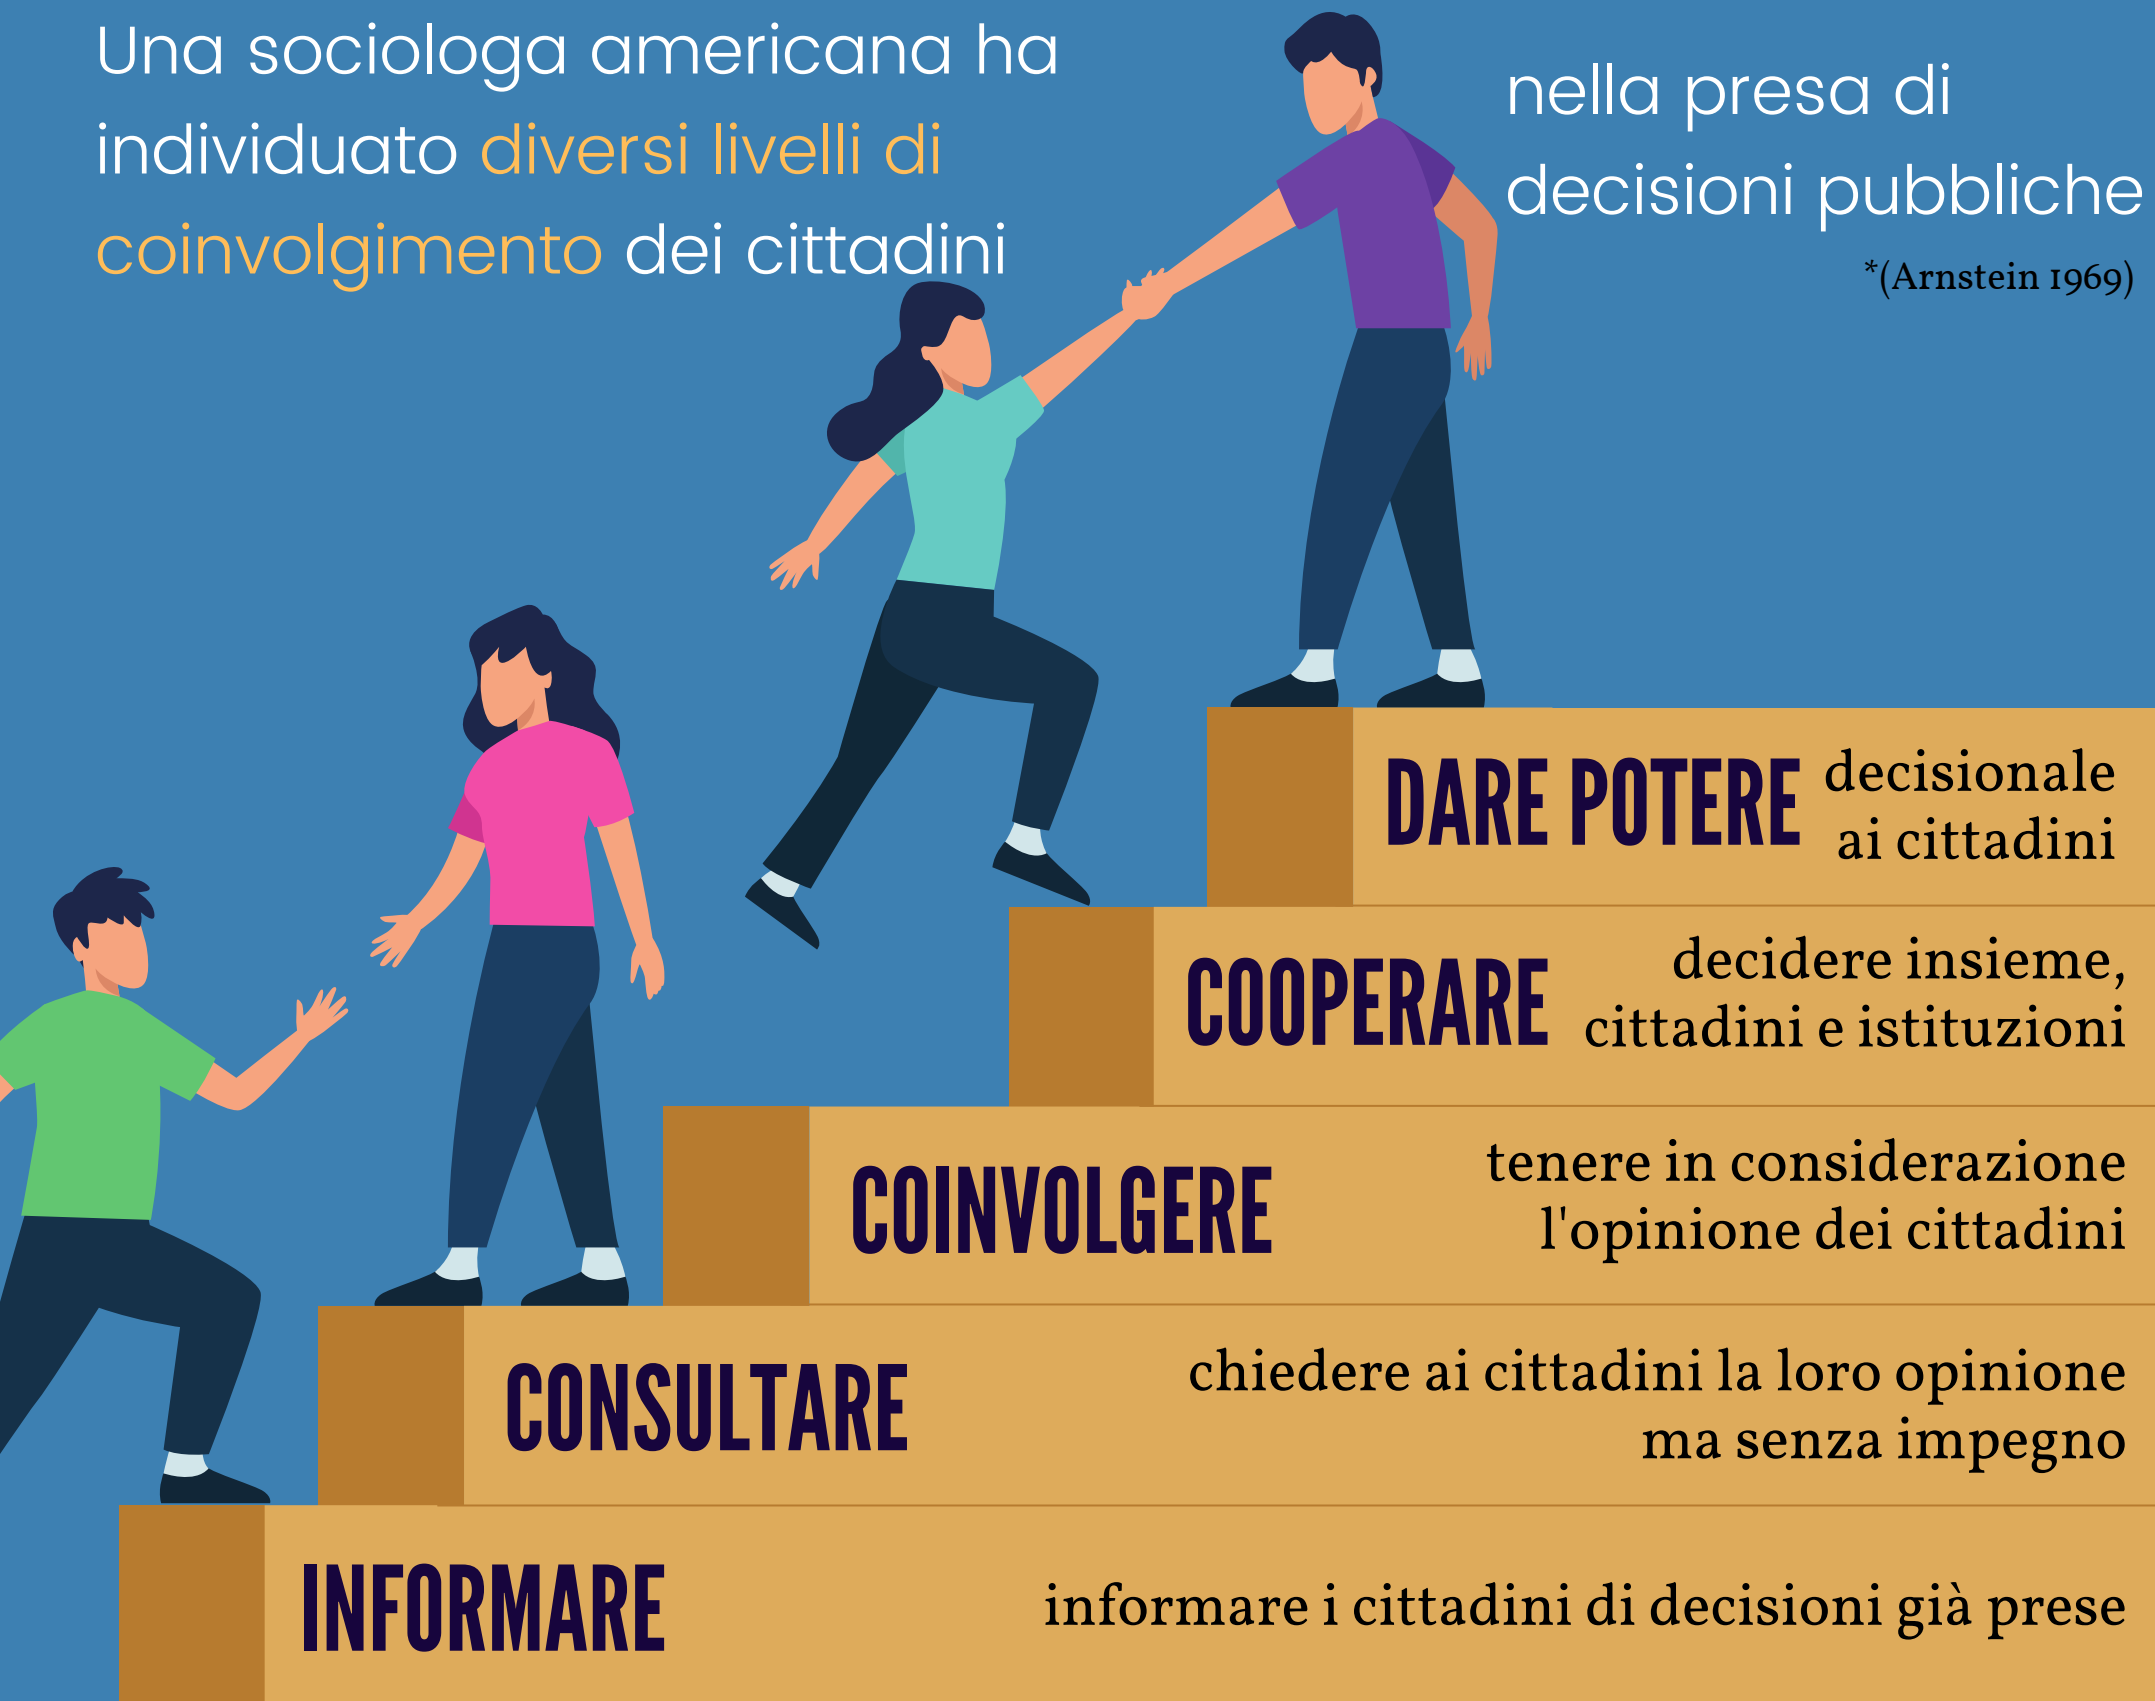 Una sociologa americana ha
individuato diversi livelli di
coinvolgimento dei cittadini
nella presa di
decisioni pubbliche
*(Arnstein 1969)
DARE POTERE
decisionale
ai cittadini
COOPERARE
decidere insieme,
cittadini e istituzioni
COINVOLGERE
tenere in considerazione
l'opinione dei cittadini
CONSULTARE
chiedere ai cittadini la loro opinione
ma senza impegno
INFORMARE
informare i cittadini di decisioni già prese